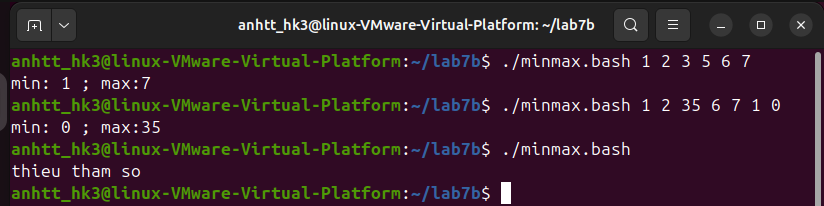 anhtt_hk3@linux-VMware-Virtual-Platform: ~/lab7b
anhtt_hk3@linux-VMware-Virtual-Platform:~/lab7b$ ./minmax.bash 1 2 3 5 6 7
min: 1 ; max:7
anhtt_hk3@linux-VMware-Virtual-Platform:~/lab7b$ ./minmax.bash 1 2 35 6 7 1 0
min: 0 ; max:35
anhtt_hk3@linux-VMware-Virtual-Platform:~/lab7b$ ./minmax.bash
thieu tham so
anhtt_hk3@linux-VMware-Virtual-Platform:~/lab7b$